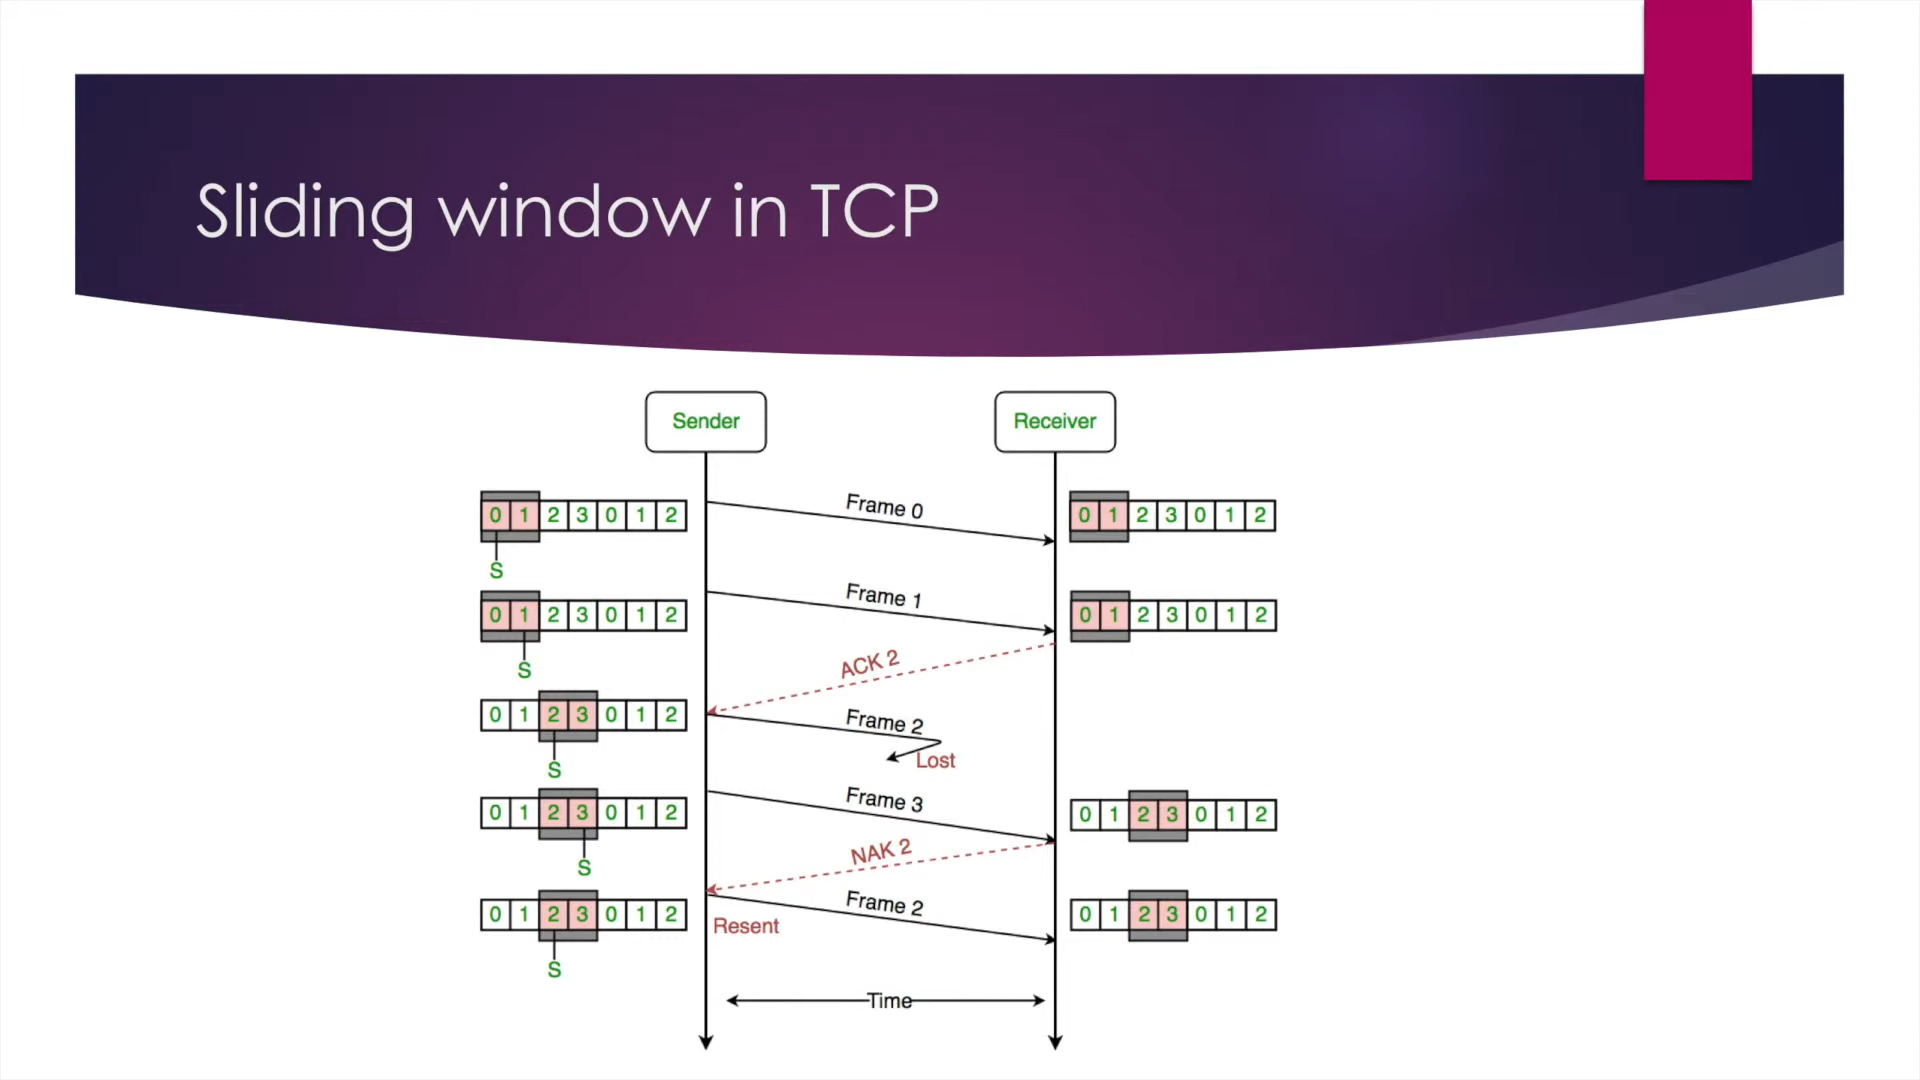 Sliding window in TCP
Sender
Receiver
0 1 2 3 0 1 2
Frame 0
0 1 2 3 0 1 2
S
0 1 2 3 0 1 2
Frame 1
0 1 2 3 0 1 2
S
ACK 2
0 1 2 3 0 1 2
Frame 2
Lost
S
0 1 2 3 0 1 2
Frame 3
0 1 2 3 0 1 2
S
NAK 2
0 1 2 3 0 1 2
Frame 2
0 1 2 3 0 1 2
Resent
S
Time